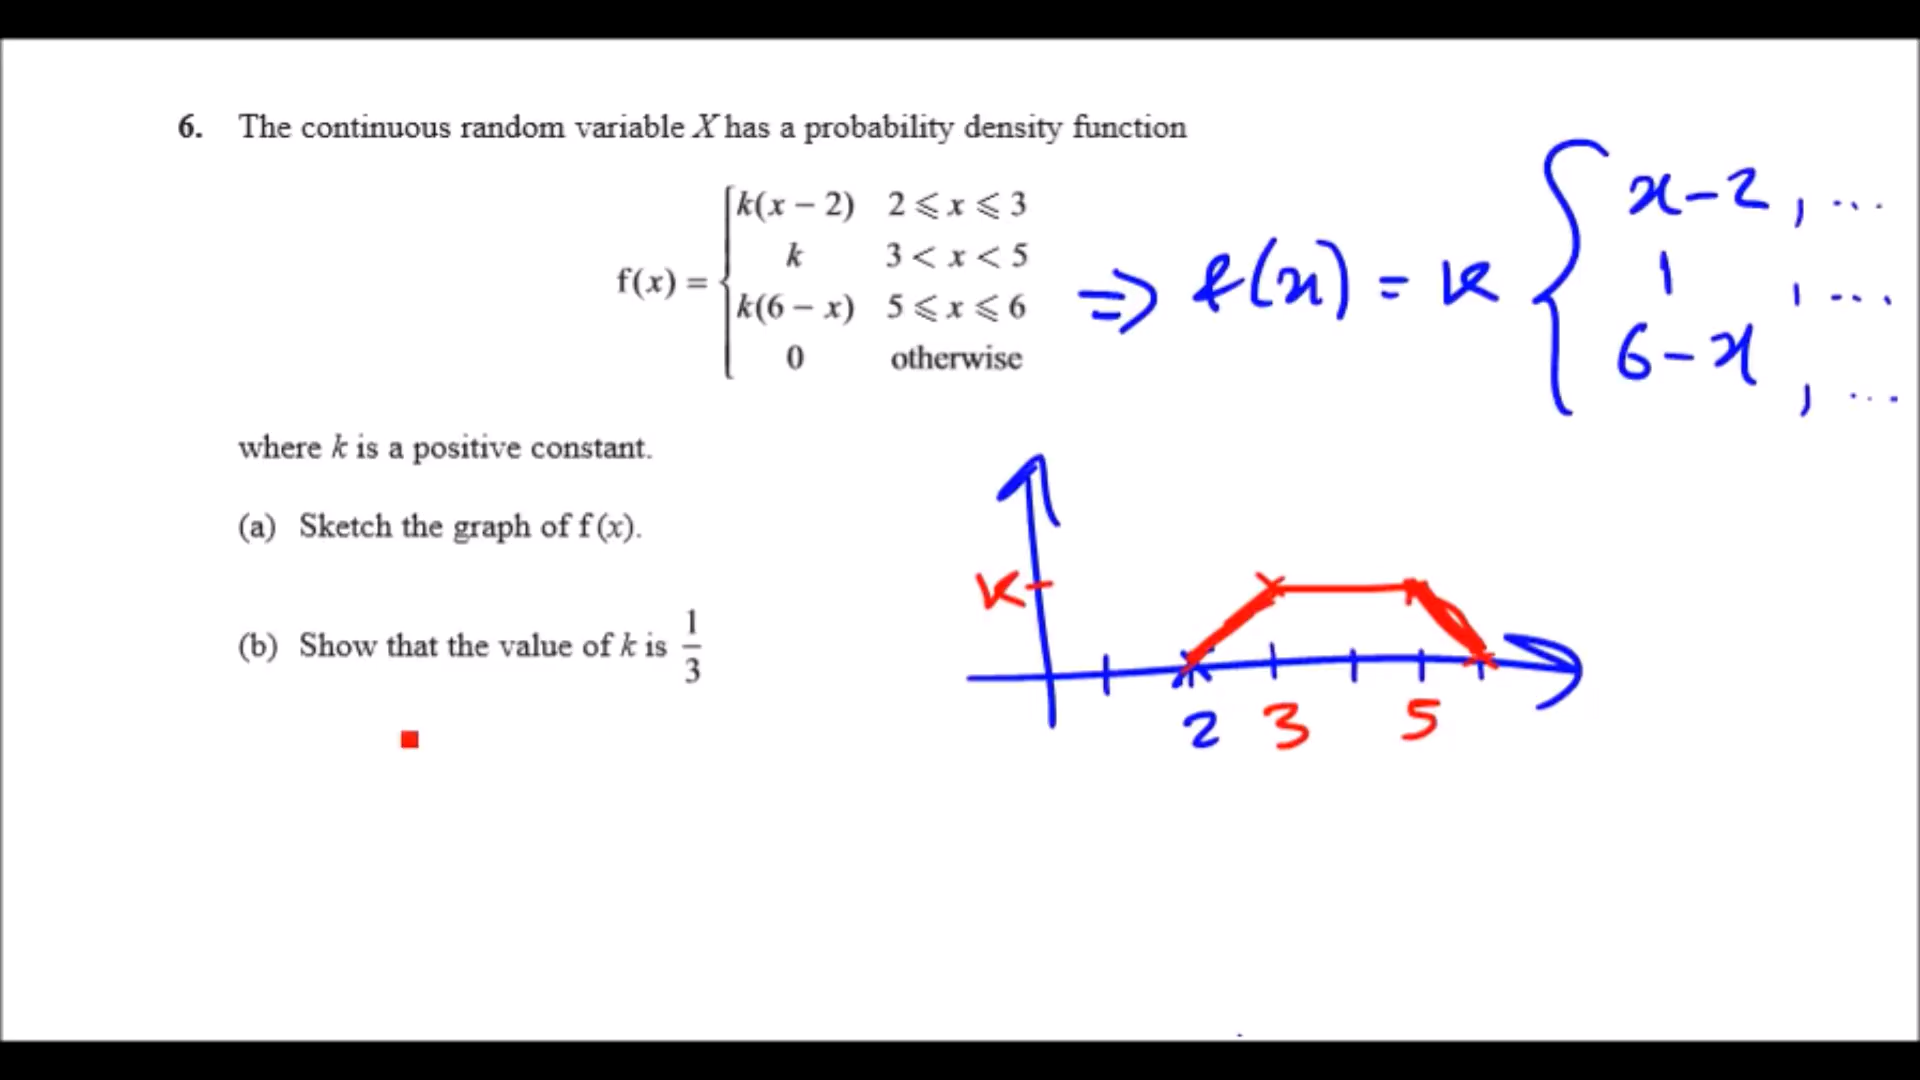 6. The continuous random variable X has a probability density function
k(x − 2) 2 ⩽ x ⩽ 3
k 3 < x < 5
f(x) = {
k(6 − x) 5 ⩽ x ⩽ 6
0 otherwise
⇒ f(x) = k {
x − 2, ...
1, ...
6 − x, ...
where k is a positive constant.
(a) Sketch the graph of f(x).
k
(b) Show that the value of k is 1/3
2 3 5